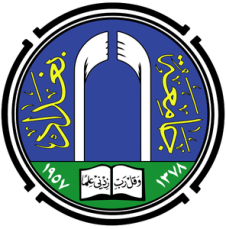 جامعة بغداد
وقل رب زدني علما
١٣٧٨ ١٩٥٧